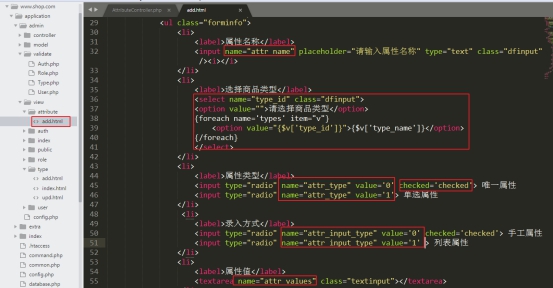 www.shop.com
application
admin
controller
model
validate
Auth.php
Role.php
Type.php
User.php
view
attribute
add.html
auth
index
public
role
type
add.html
index.html
upd.html
user
config.php
extra
index
.htaccess
command.php
common.php
config.php
database.php
AttributeController.php × add.html ×
29 <ul class="forminfo">
30 <li>
31 <label>属性名称</label>
32 <input name="attr_name" placeholder="请输入属性名称" type="text" class="dfinput"
/><i></i>
33 </li>
34 <li>
35 <label>选择商品类型</label>
36 <select name="type_id" class="dfinput">
37 <option value="">请选择商品类型</option>
38 {foreach name='types' item="v"}
39 <option value="{$v['type_id']}">{$v['type_name']}</option>
40 {/foreach}
41 </select>
42 </li>
43 <li>
44 <label>属性类型</label>
45 <input type="radio" name="attr_type" value='0' checked='checked'> 唯一属性
46 <input type="radio" name="attr_type" value='1'> 单选属性
47 </li>
48 <li>
49 <label>录入方式</label>
50 <input type="radio" name="attr_input_type" value='0' checked='checked'> 手工属性
51 <input type="radio" name="attr_input_type" value='1'> 列表属性
52 </li>
53 <li>
54 <label>属性值</label>
55 <textarea name="attr_values" class="textinput"></textarea>